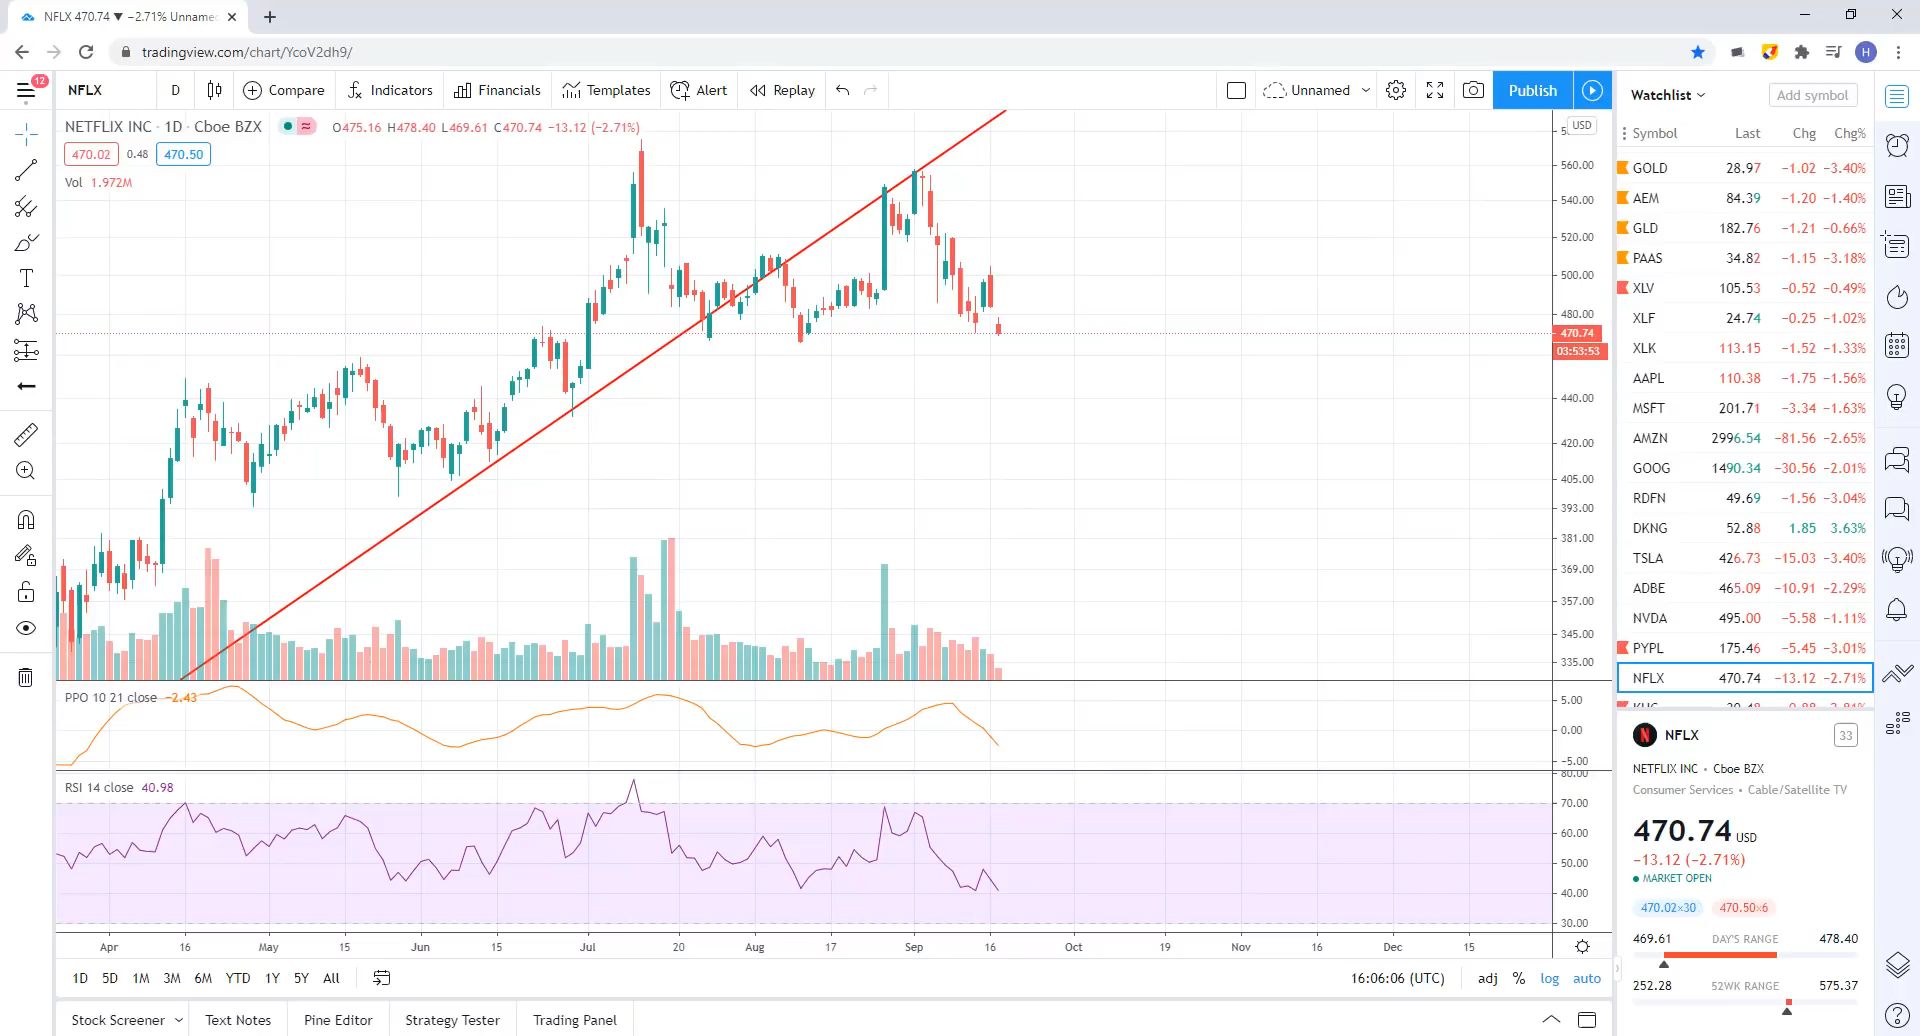 NFLX 470.74 ▼ −2.71% Unnamed
tradingview.com/chart/YcoV2dh9/
H
12
NFLX D Compare Indicators Financials Templates Alert Replay Unnamed Publish
NETFLIX INC · 1D · Cboe BZX O475.16 H478.40 L469.61 C470.74 −13.12 (−2.71%)
470.02 0.48 470.50
Vol 1.972M
USD
560.00
540.00
520.00
500.00
480.00
470.74
03:53:53
440.00
420.00
405.00
393.00
381.00
369.00
357.00
345.00
335.00
PPO 10 21 close −2.43
5.00
0.00
−5.00
RSI 14 close 40.98
80.00
70.00
60.00
50.00
40.00
30.00
Apr 16 May 15 Jun 15 Jul 20 Aug 17 Sep 16 Oct 19 Nov 16 Dec 15
1D 5D 1M 3M 6M YTD 1Y 5Y All 16:06:06 (UTC) adj % log auto
Stock Screener Text Notes Pine Editor Strategy Tester Trading Panel
Watchlist Add symbol
Symbol Last Chg Chg%
GOLD 28.97 −1.02 −3.40%
AEM 84.39 −1.20 −1.40%
GLD 182.76 −1.21 −0.66%
PAAS 34.82 −1.15 −3.18%
XLV 105.53 −0.52 −0.49%
XLF 24.74 −0.25 −1.02%
XLK 113.15 −1.52 −1.33%
AAPL 110.38 −1.75 −1.56%
MSFT 201.71 −3.34 −1.63%
AMZN 2996.54 −81.56 −2.65%
GOOG 1490.34 −30.56 −2.01%
RDFN 49.69 −1.56 −3.04%
DKNG 52.88 1.85 3.63%
TSLA 426.73 −15.03 −3.40%
ADBE 465.09 −10.91 −2.29%
NVDA 495.00 −5.58 −1.11%
PYPL 175.46 −5.45 −3.01%
NFLX 470.74 −13.12 −2.71%
N NFLX 33
NETFLIX INC • Cboe BZX
Consumer Services • Cable/Satellite TV
470.74 USD
−13.12 (−2.71%)
MARKET OPEN
470.02×30 470.50×6
469.61 DAY'S RANGE 478.40
252.28 52WK RANGE 575.37